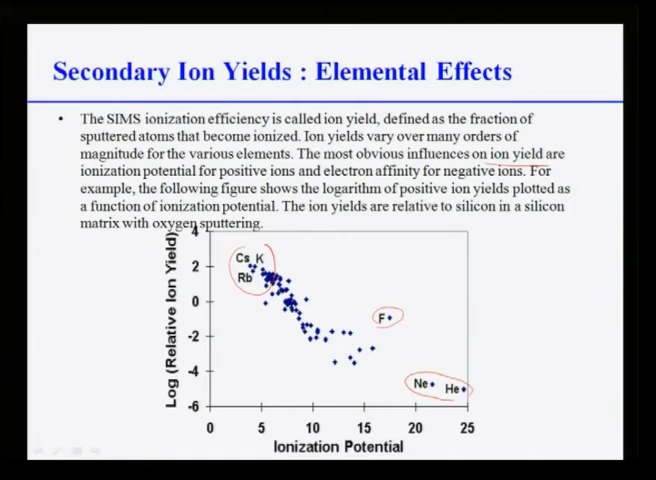 Secondary Ion Yields : Elemental Effects
• The SIMS ionization efficiency is called ion yield, defined as the fraction of
sputtered atoms that become ionized. Ion yields vary over many orders of
magnitude for the various elements. The most obvious influences on ion yield are
ionization potential for positive ions and electron affinity for negative ions. For
example, the following figure shows the logarithm of positive ion yields plotted as
a function of ionization potential. The ion yields are relative to silicon in a silicon
matrix with oxygen sputtering.
Log (Relative Ion Yield)
4
2
0
-2
-4
-6
Cs K
Rb
F
Ne He
0 5 10 15 20 25
Ionization Potential